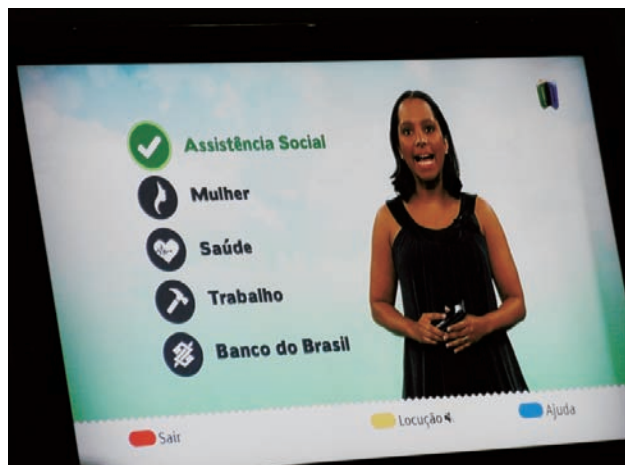 Assistência Social
Mulher
Saúde
Trabalho
Banco do Brasil
Sair
Locução
Ajuda